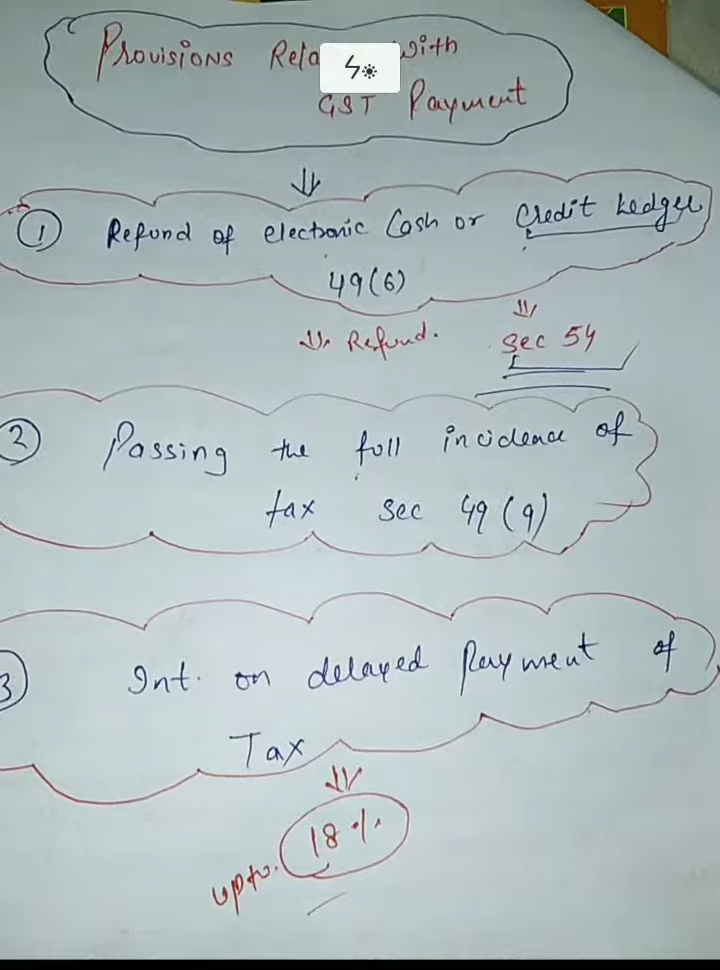 Provisions Rela with
GST Payment
1 Refund of electronic Cash or Credit Ledger
49(6)
Refund. Sec 54
2 Passing the full incidence of
tax Sec 49 (9)
3 Int. on delayed Payment of
Tax
upto. 18%